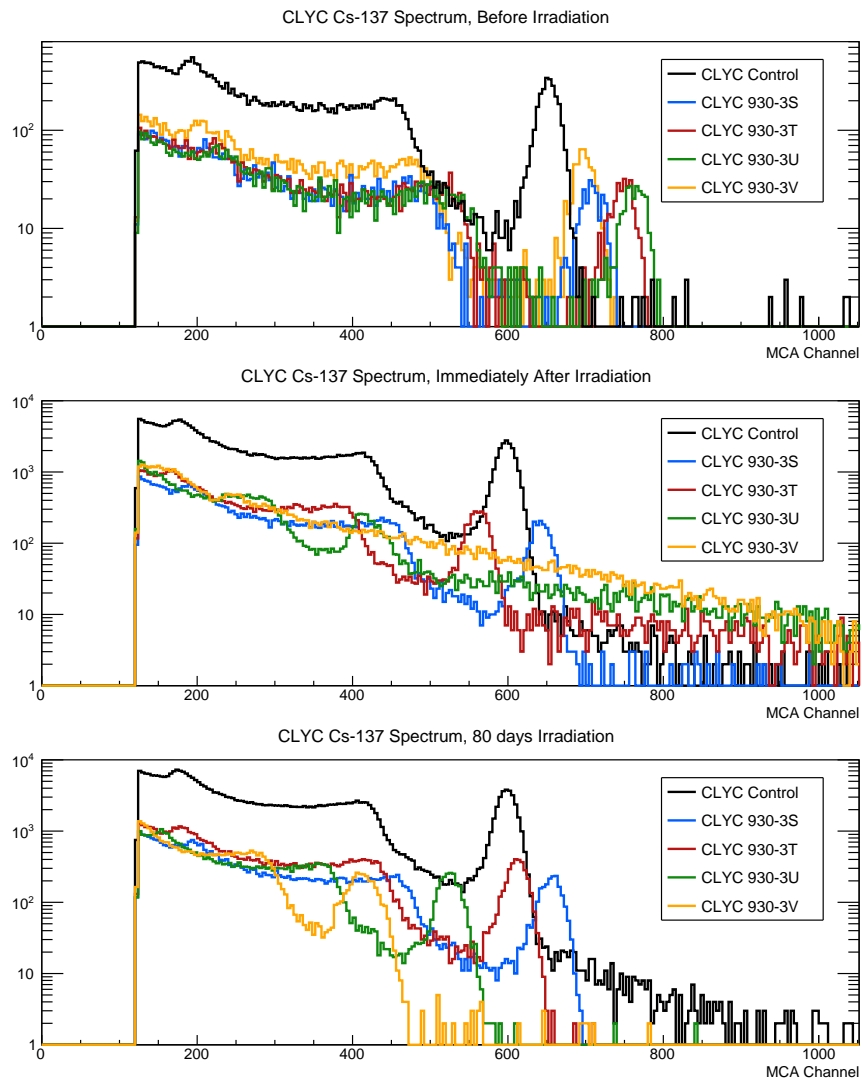 CLYC Cs-137 Spectrum, Before Irradiation
CLYC Control
CLYC 930-3S
CLYC 930-3T
CLYC 930-3U
CLYC 930-3V
10²
10
1
0 200 400 600 800 1000
MCA Channel
CLYC Cs-137 Spectrum, Immediately After Irradiation
10⁴
CLYC Control
CLYC 930-3S
10³
CLYC 930-3T
CLYC 930-3U
CLYC 930-3V
10²
10
1
0 200 400 600 800 1000
MCA Channel
CLYC Cs-137 Spectrum, 80 days Irradiation
10⁴
CLYC Control
CLYC 930-3S
10³
CLYC 930-3T
CLYC 930-3U
CLYC 930-3V
10²
10
1
0 200 400 600 800 1000
MCA Channel